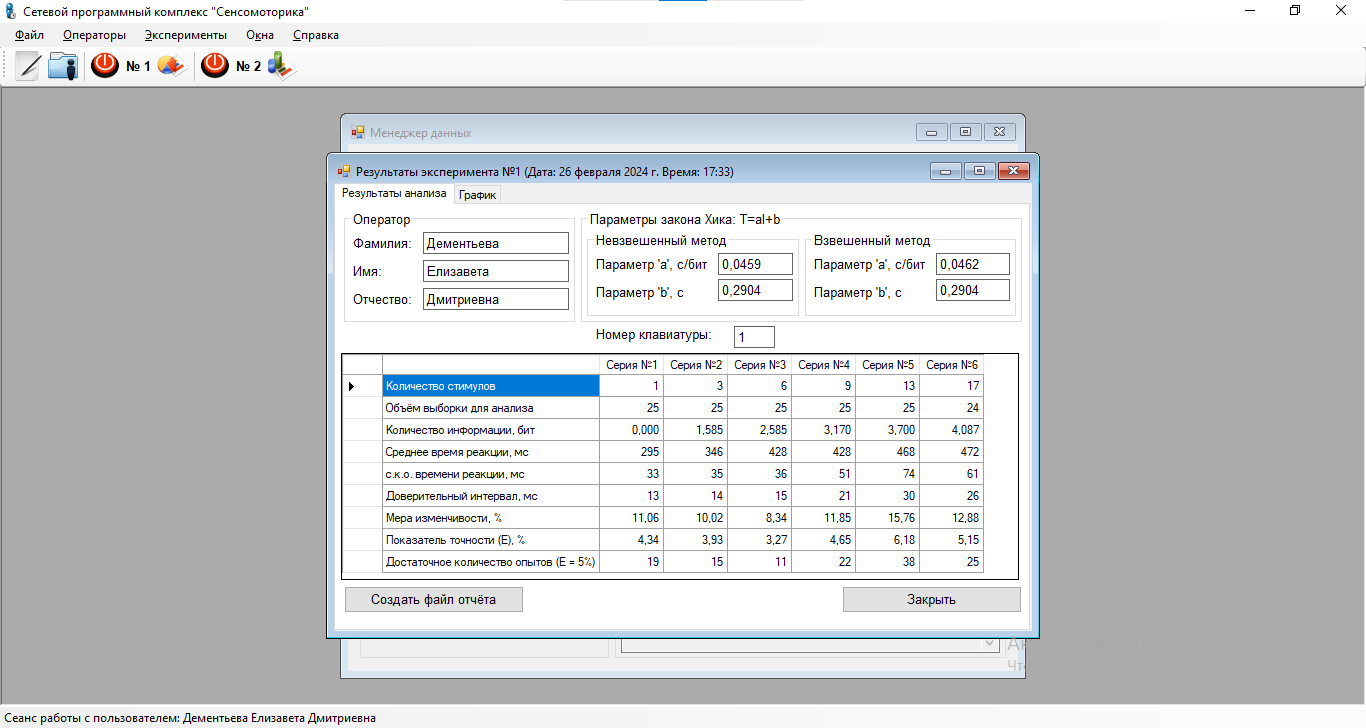 Сетевой программный комплекс "Сенсомоторика"
Файл Операторы Эксперименты Окна Справка
№ 1 № 2
Менеджер данных
Результаты эксперимента №1 (Дата: 26 февраля 2024 г. Время: 17:33)
Результаты анализа График
Оператор
Фамилия: Дементьева
Имя: Елизавета
Отчество: Дмитриевна
Параметры закона Хика: T=aI+b
Невзвешенный метод
Параметр 'a', с/бит 0,0459
Параметр 'b', с 0,2904
Взвешенный метод
Параметр 'a', с/бит 0,0462
Параметр 'b', с 0,2904
Номер клавиатуры: 1
Серия №1 Серия №2 Серия №3 Серия №4 Серия №5 Серия №6
Количество стимулов 1 3 6 9 13 17
Объём выборки для анализа 25 25 25 25 25 24
Количество информации, бит 0,000 1,585 2,585 3,170 3,700 4,087
Среднее время реакции, мс 295 346 428 428 468 472
с.к.о. времени реакции, мс 33 35 36 51 74 61
Доверительный интервал, мс 13 14 15 21 30 26
Мера изменчивости, % 11,06 10,02 8,34 11,85 15,76 12,88
Показатель точности (E), % 4,34 3,93 3,27 4,65 6,18 5,15
Достаточное количество опытов (E = 5%) 19 15 11 22 38 25
Создать файл отчёта Закрыть
Сеанс работы с пользователем: Дементьева Елизавета Дмитриевна